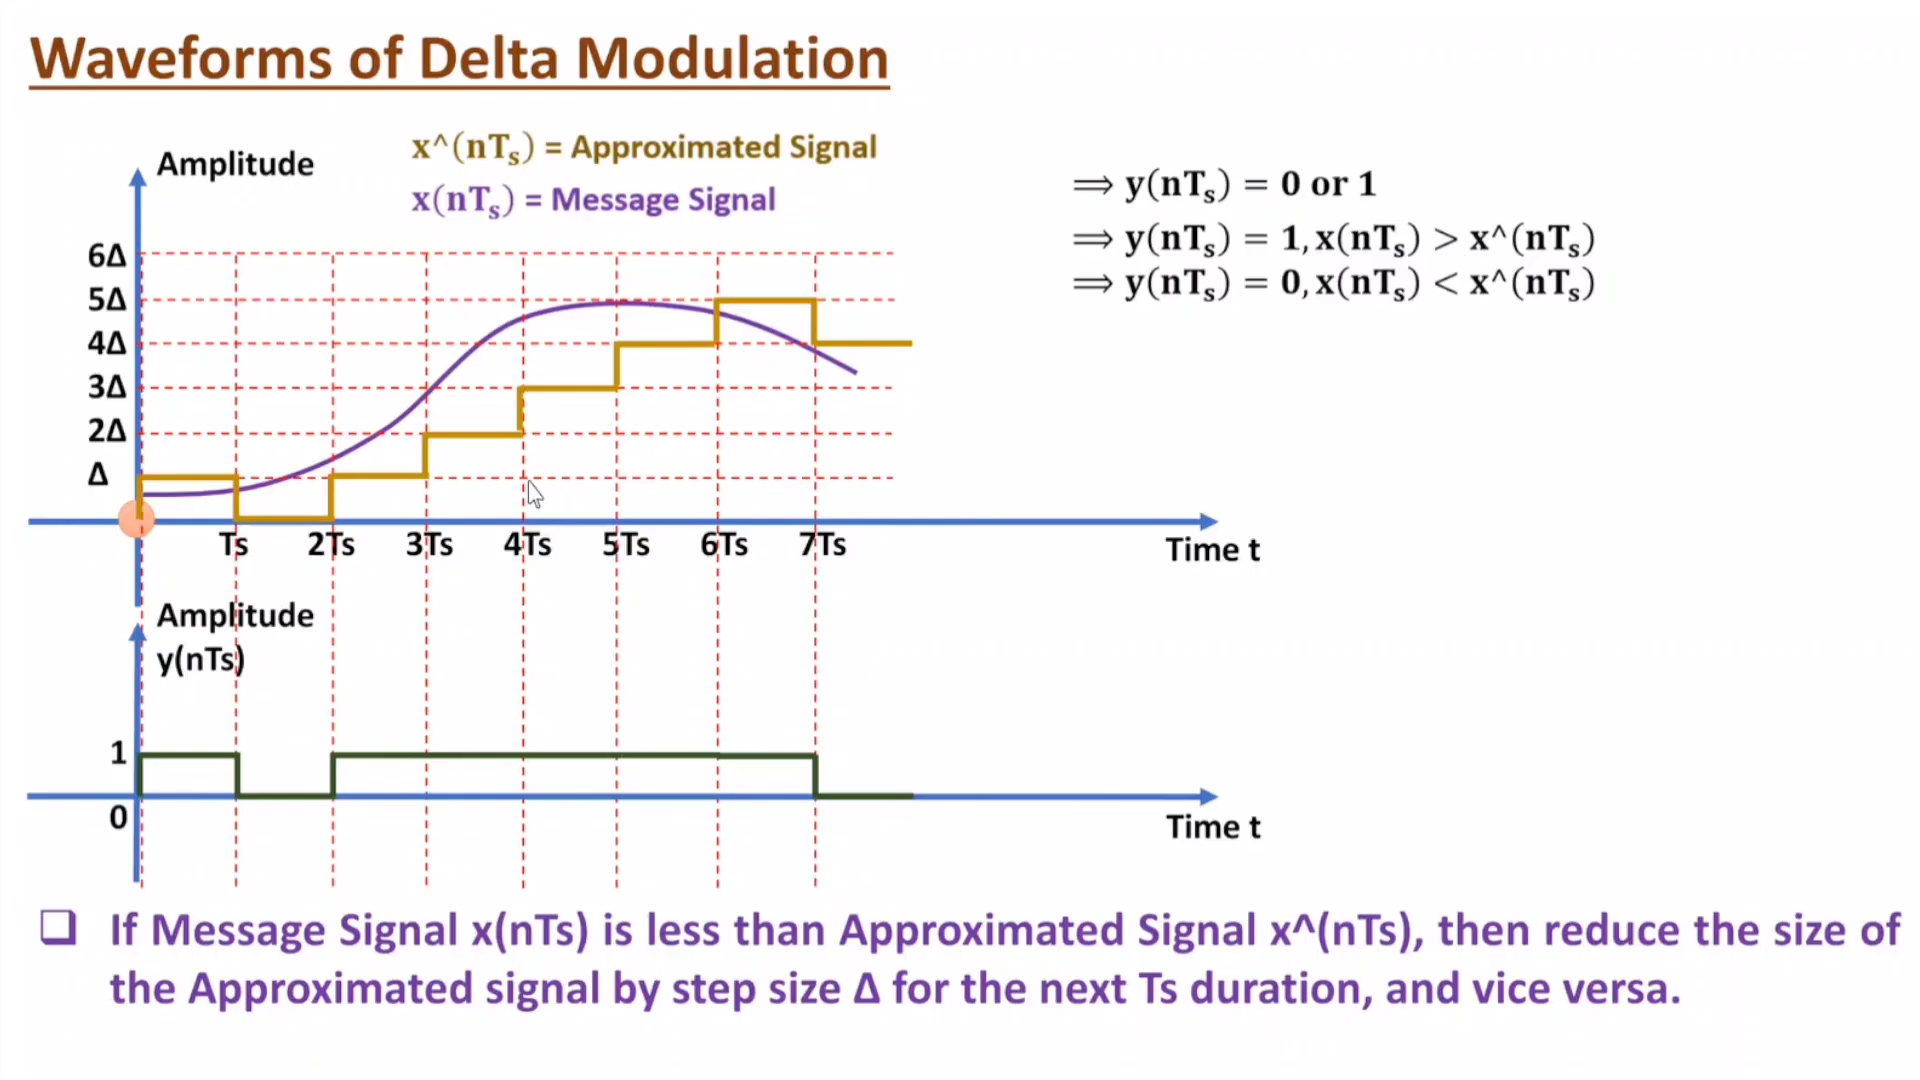 Waveforms of Delta Modulation
x^(nTₛ) = Approximated Signal
x(nTₛ) = Message Signal
Amplitude
6Δ
5Δ
4Δ
3Δ
2Δ
Δ
Ts 2Ts 3Ts 4Ts 5Ts 6Ts 7Ts
Time t
⟹ y(nTₛ) = 0 or 1
⟹ y(nTₛ) = 1, x(nTₛ) > x^(nTₛ)
⟹ y(nTₛ) = 0, x(nTₛ) < x^(nTₛ)
Amplitude
y(nTs)
1
0
Time t
❑ If Message Signal x(nTs) is less than Approximated Signal x^(nTs), then reduce the size of
the Approximated signal by step size Δ for the next Ts duration, and vice versa.